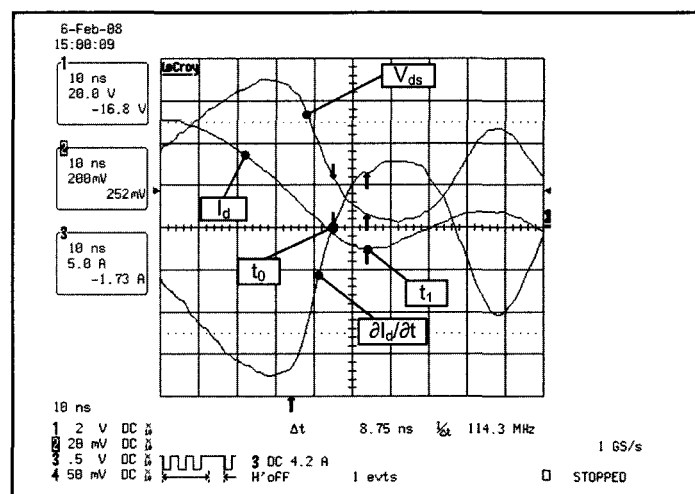 6-Feb-08
15:00:09
LeCroy
1
10 ns
20.0 V
-16.8 V
2
10 ns
200mV
252mV
3
10 ns
5.0 A
-1.73 A
V_ds
I_d
t_0
t_1
∂I_d/∂t
10 ns
1 2 V DC
2 20 mV DC
3 .5 V DC
4 50 mV DC
Δt 8.75 ns 1/Δt 114.3 MHz
3 DC 4.2 A
H'oFF 1 evts
1 GS/s
STOPPED